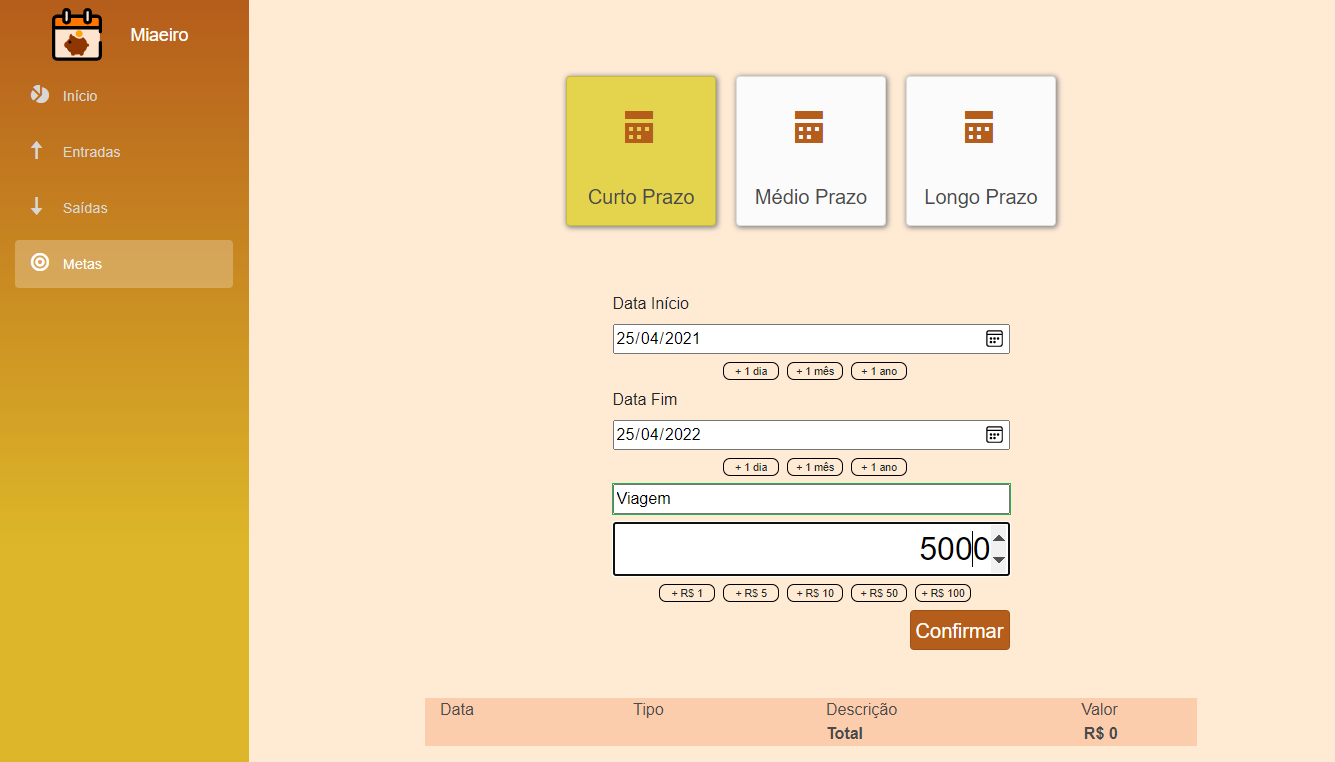 Miaeiro
Início
Entradas
Saídas
Metas
Curto Prazo
Médio Prazo
Longo Prazo
Data Início
25/04/2021
+ 1 dia
+ 1 mês
+ 1 ano
Data Fim
25/04/2022
+ 1 dia
+ 1 mês
+ 1 ano
Viagem
5000
+ R$ 1
+ R$ 5
+ R$ 10
+ R$ 50
+ R$ 100
Confirmar
Data Tipo Descrição Valor
Total R$ 0